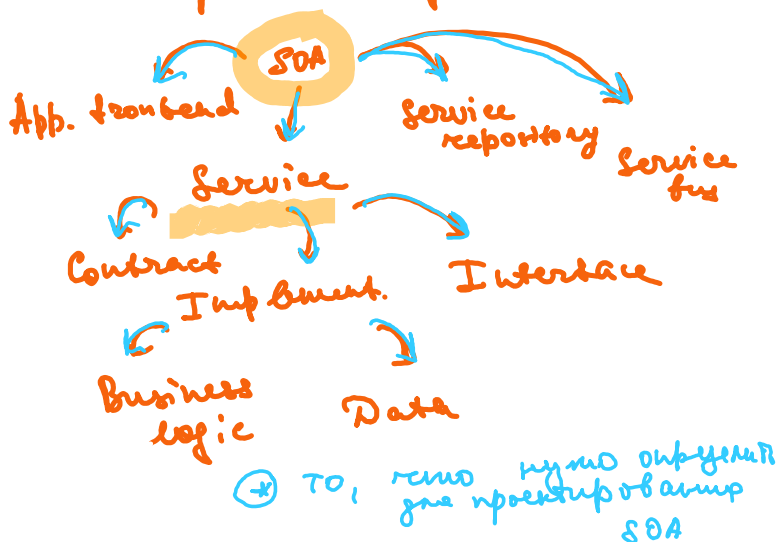 SOA
App. frontend
Service
repository
Service
bus
Service
Contract
Implement.
Interface
Business
logic
Data
* то, что нужно определить
для проектирования
SOA